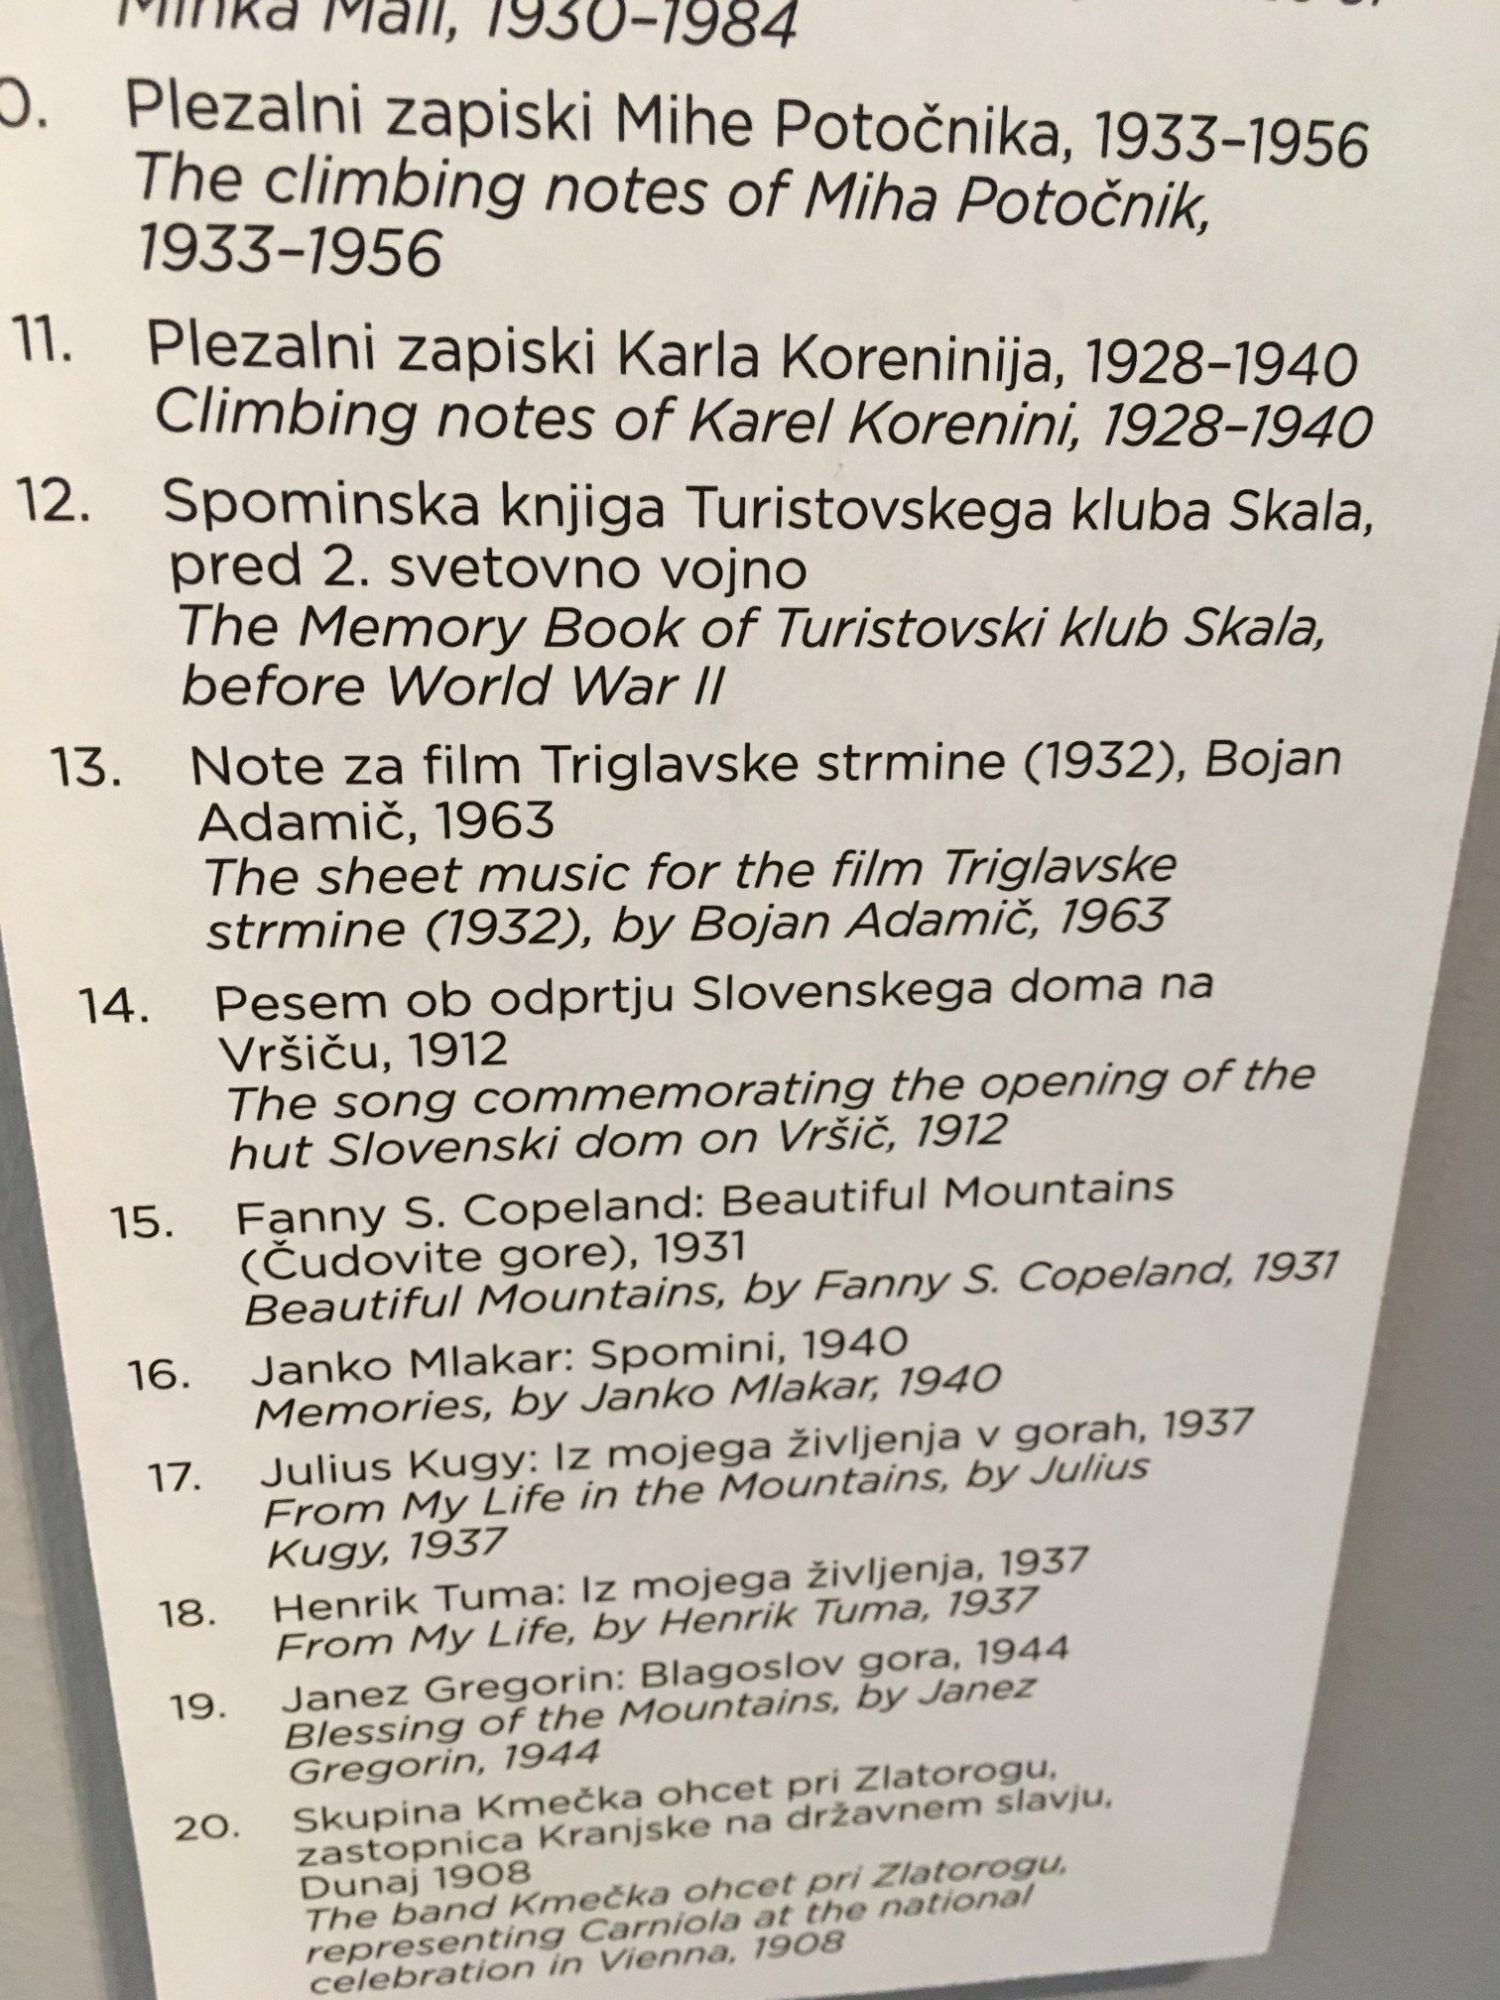 Minka Mali, 1930–1984
0. Plezalni zapiski Mihe Potočnika, 1933–1956
The climbing notes of Miha Potočnik,
1933–1956
11. Plezalni zapiski Karla Koreninija, 1928–1940
Climbing notes of Karel Korenini, 1928–1940
12. Spominska knjiga Turistovskega kluba Skala,
pred 2. svetovno vojno
The Memory Book of Turistovski klub Skala,
before World War II
13. Note za film Triglavske strmine (1932), Bojan
Adamič, 1963
The sheet music for the film Triglavske
strmine (1932), by Bojan Adamič, 1963
14. Pesem ob odprtju Slovenskega doma na
Vršiču, 1912
The song commemorating the opening of the
hut Slovenski dom on Vršič, 1912
15. Fanny S. Copeland: Beautiful Mountains
(Čudovite gore), 1931
Beautiful Mountains, by Fanny S. Copeland, 1931
16. Janko Mlakar: Spomini, 1940
Memories, by Janko Mlakar, 1940
17. Julius Kugy: Iz mojega življenja v gorah, 1937
From My Life in the Mountains, by Julius
Kugy, 1937
18. Henrik Tuma: Iz mojega življenja, 1937
From My Life, by Henrik Tuma, 1937
19. Janez Gregorin: Blagoslov gora, 1944
Blessing of the Mountains, by Janez
Gregorin, 1944
20. Skupina Kmečka ohcet pri Zlatorogu,
zastopnica Kranjske na državnem slavju,
Dunaj 1908
The band Kmečka ohcet pri Zlatorogu,
representing Carniola at the national
celebration in Vienna, 1908